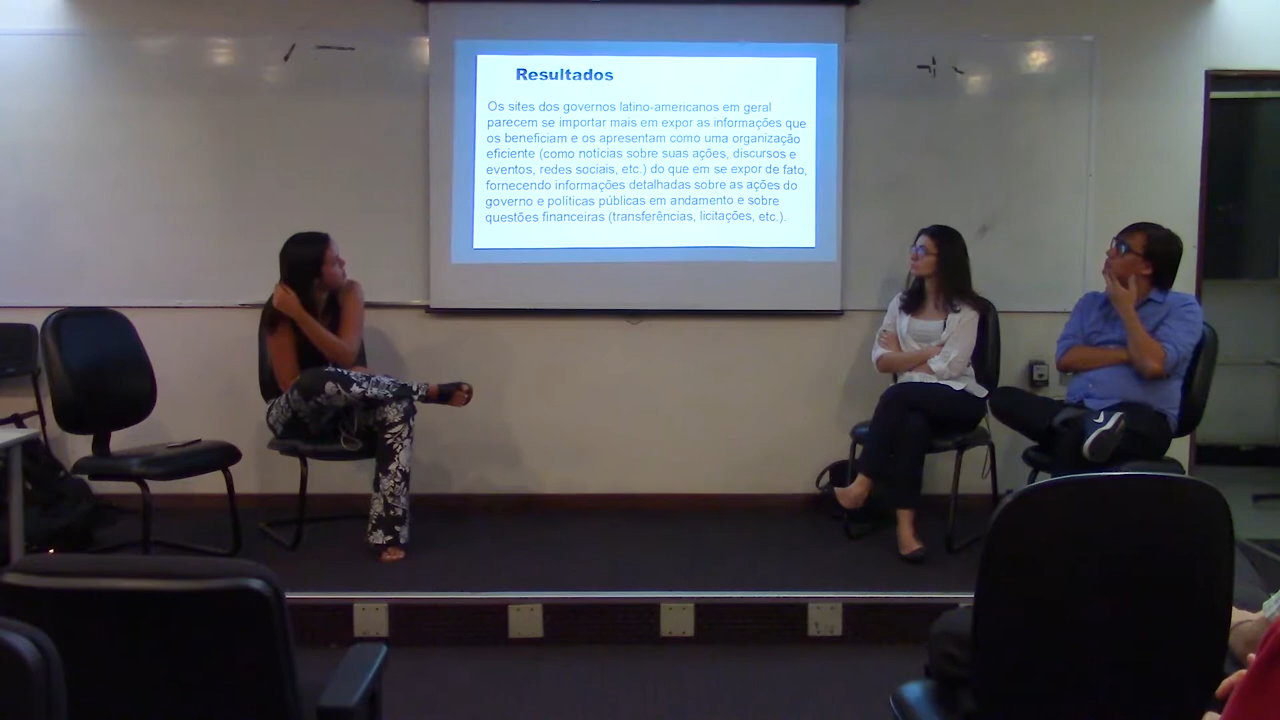 Resultados
Os sites dos governos latino-americanos em geral
parecem se importar mais em expor as informações que
os beneficiam e os apresentam como uma organização
eficiente (como notícias sobre suas ações, discursos e
eventos, redes sociais, etc.) do que em se expor de fato,
fornecendo informações detalhadas sobre as ações do
governo e políticas públicas em andamento e sobre
questões financeiras (transferências, licitações, etc.).